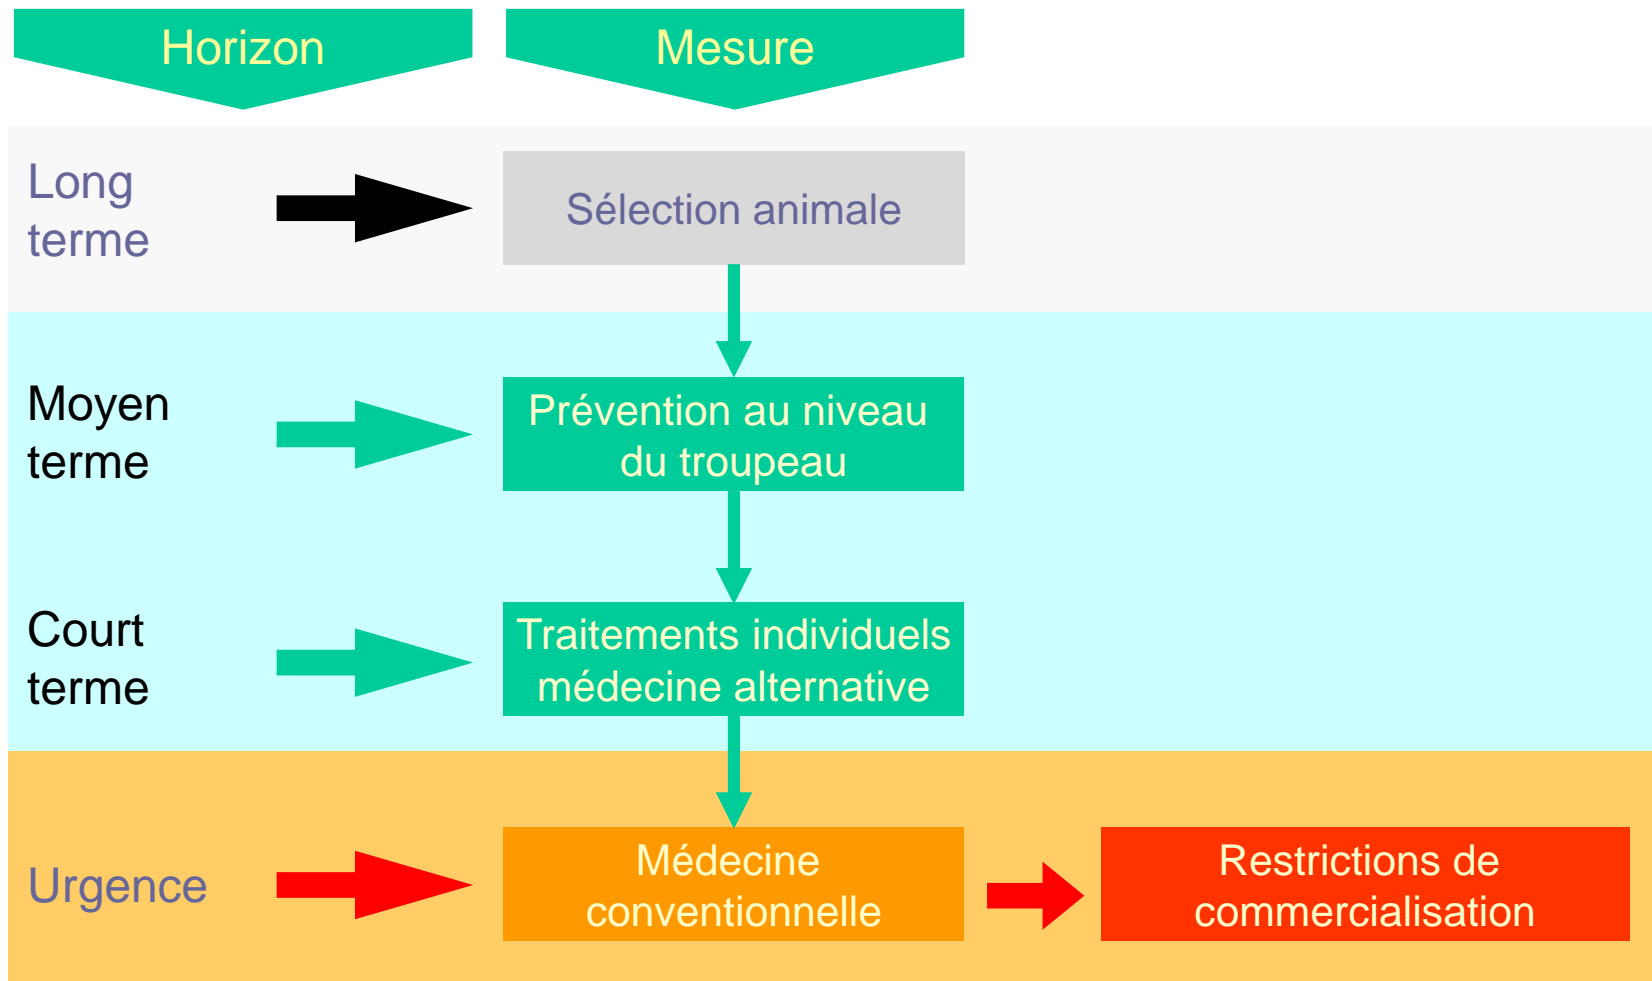 Horizon
Mesure
Long
terme
Sélection animale
Moyen
terme
Prévention au niveau
du troupeau
Court
terme
Traitements individuels
médecine alternative
Urgence
Médecine
conventionnelle
Restrictions de
commercialisation